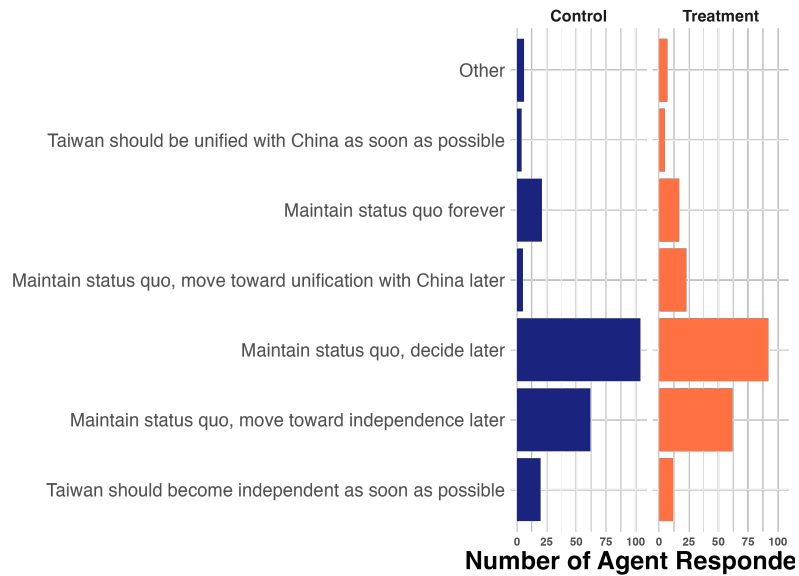 Control Treatment
Other
Taiwan should be unified with China as soon as possible
Maintain status quo forever
Maintain status quo, move toward unification with China later
Maintain status quo, decide later
Maintain status quo, move toward independence later
Taiwan should become independent as soon as possible
0 25 50 75 100 0 25 50 75 100
Number of Agent Responde